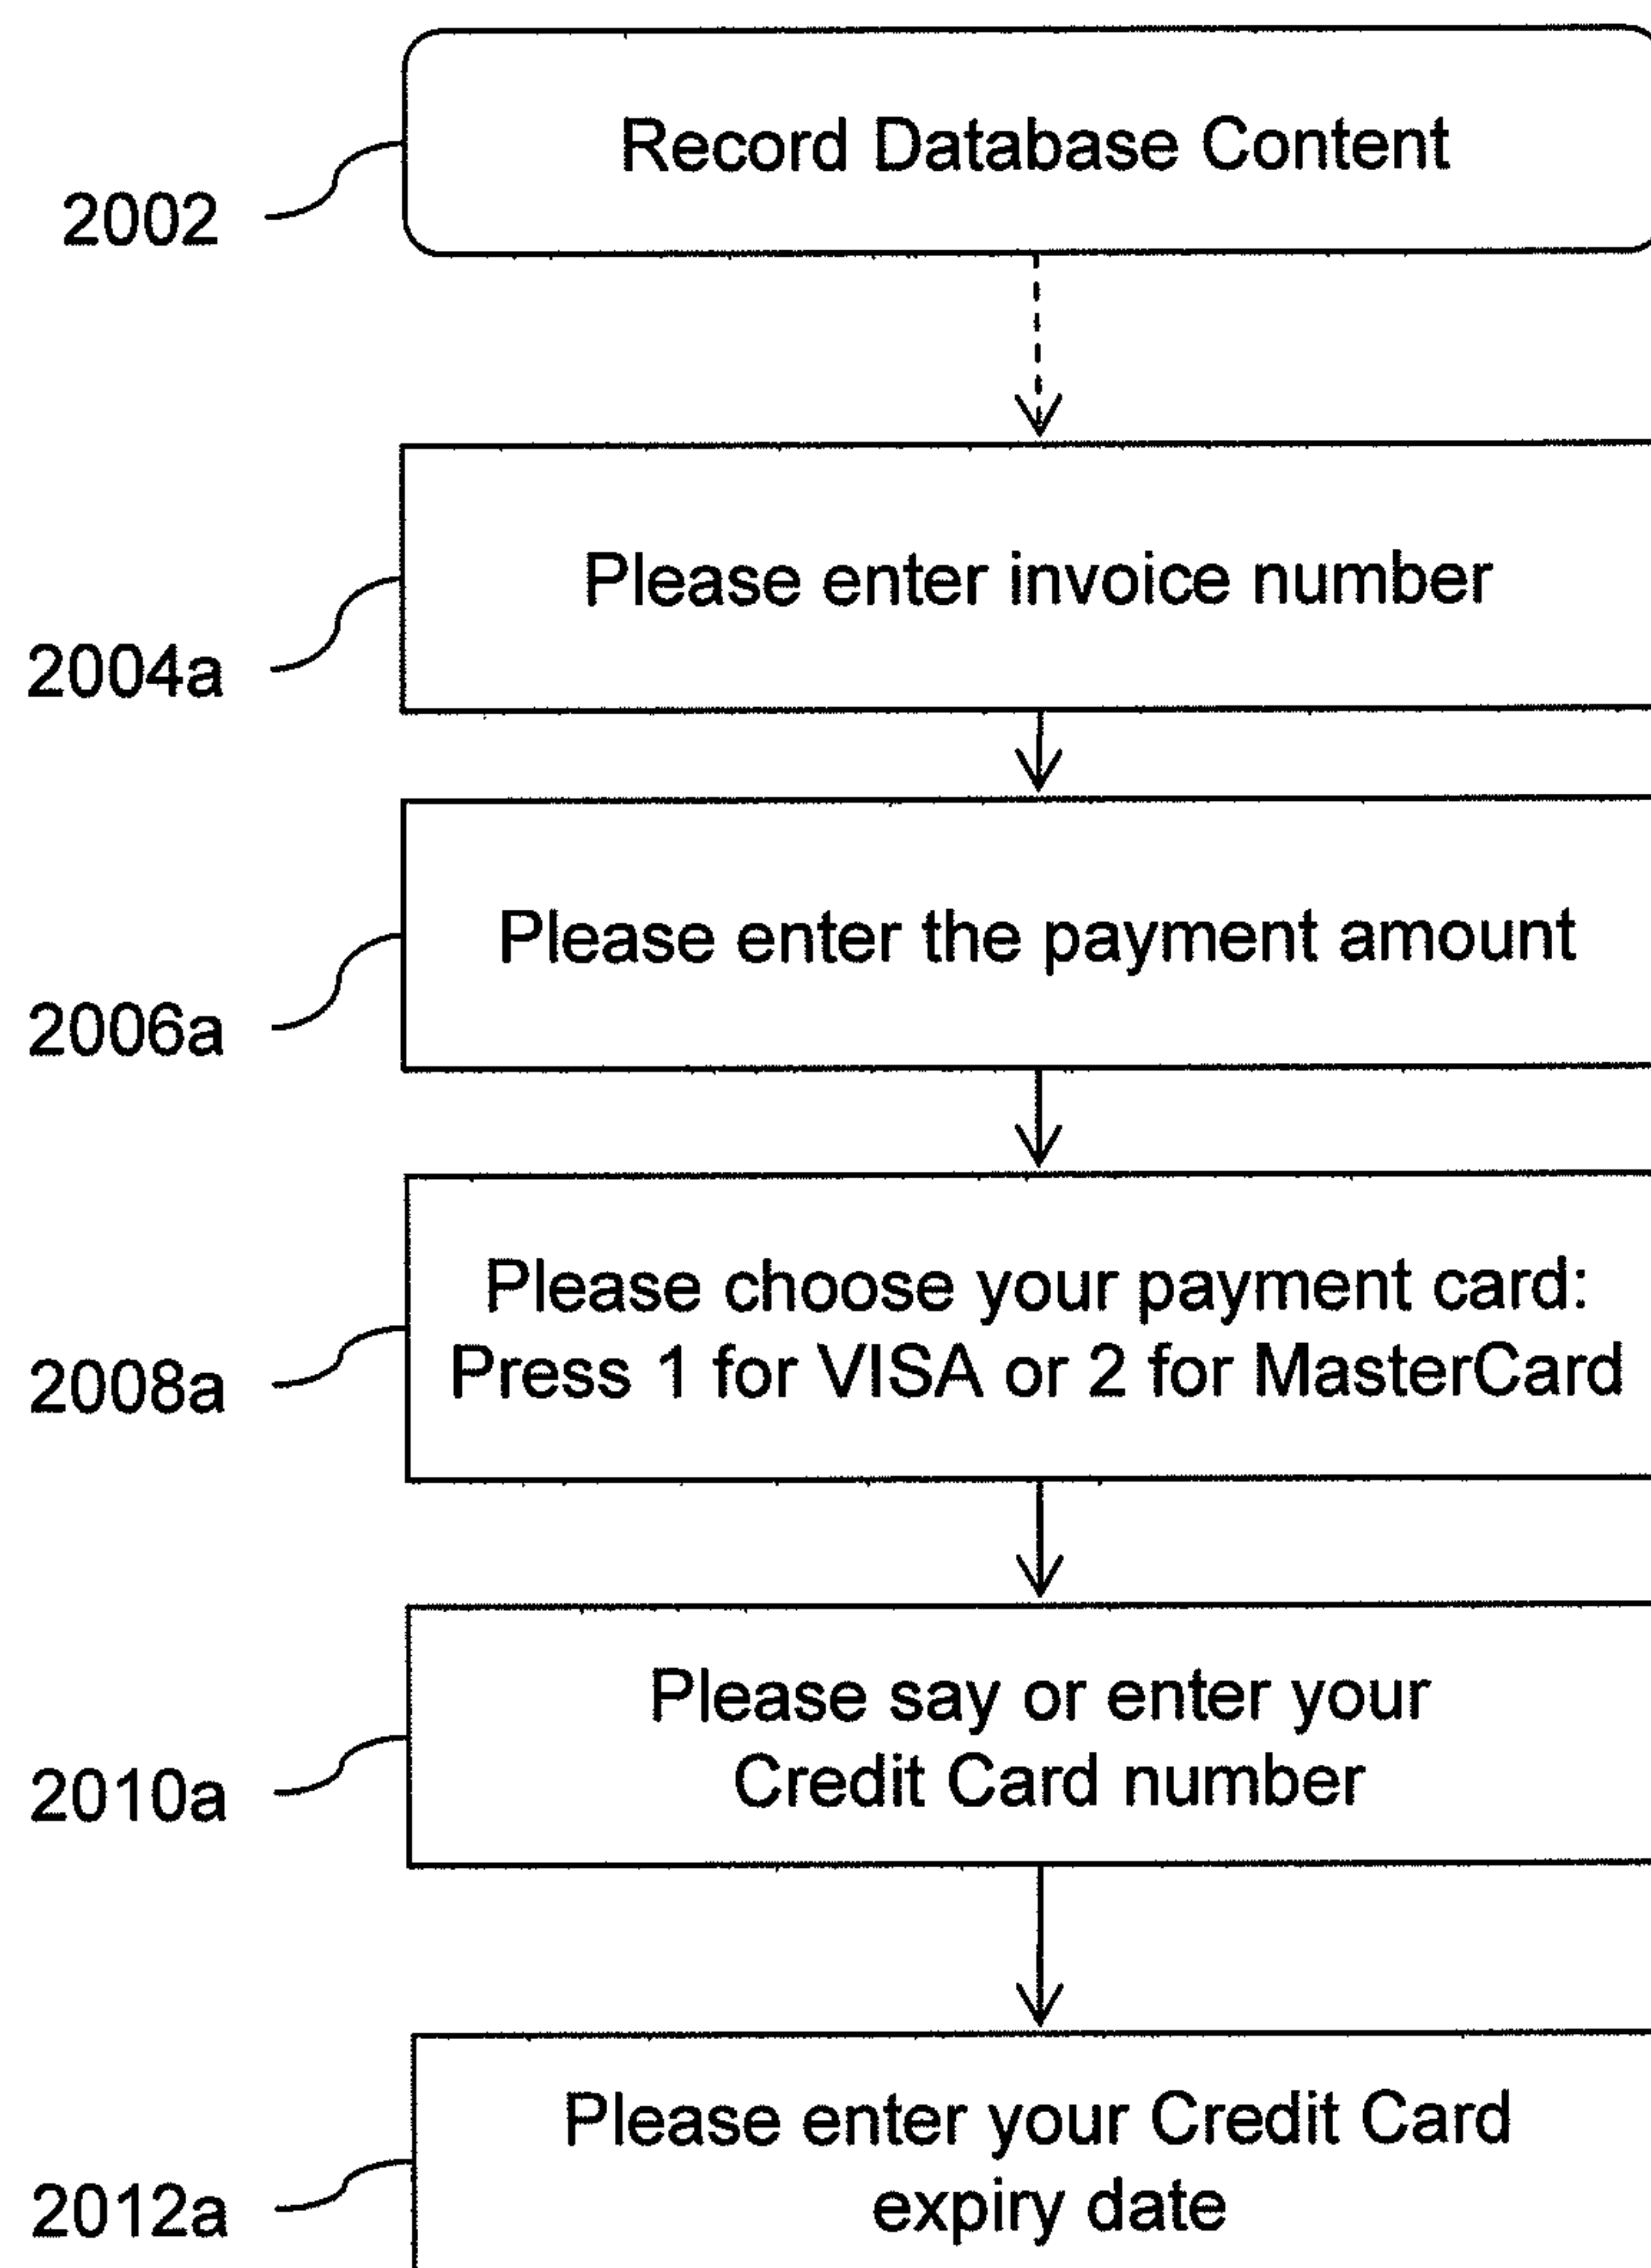 Record Database Content
2002
Please enter invoice number
2004a
Please enter the payment amount
2006a
Please choose your payment card:
Press 1 for VISA or 2 for MasterCard
2008a
Please say or enter your
Credit Card number
2010a
Please enter your Credit Card
expiry date
2012a